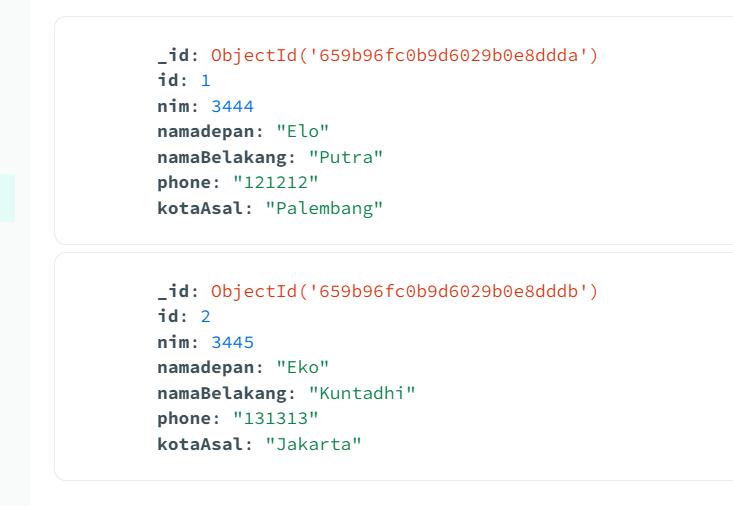 _id: ObjectId('659b96fc0b9d6029b0e8ddda')
id: 1
nim: 3444
namadepan: "Elo"
namaBelakang: "Putra"
phone: "121212"
kotaAsal: "Palembang"
_id: ObjectId('659b96fc0b9d6029b0e8dddb')
id: 2
nim: 3445
namadepan: "Eko"
namaBelakang: "Kuntadhi"
phone: "131313"
kotaAsal: "Jakarta"